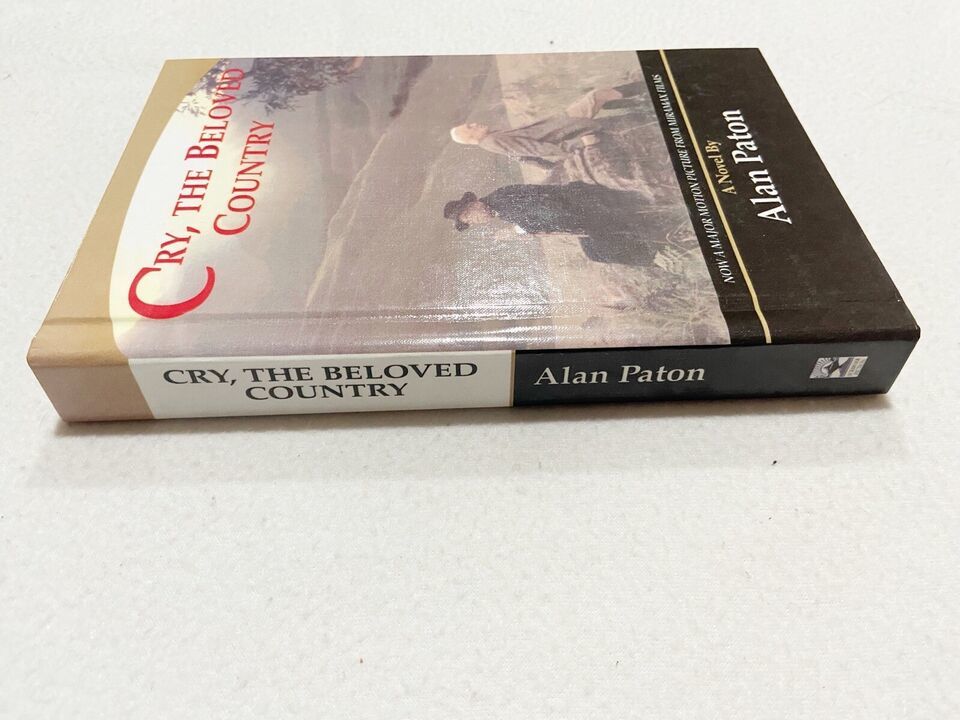 CRY, THE BELOVED
COUNTRY
NOW A MAJOR MOTION PICTURE FROM MIRAMAX FILMS
A Novel By
Alan Paton
CRY, THE BELOVED
COUNTRY
Alan Paton